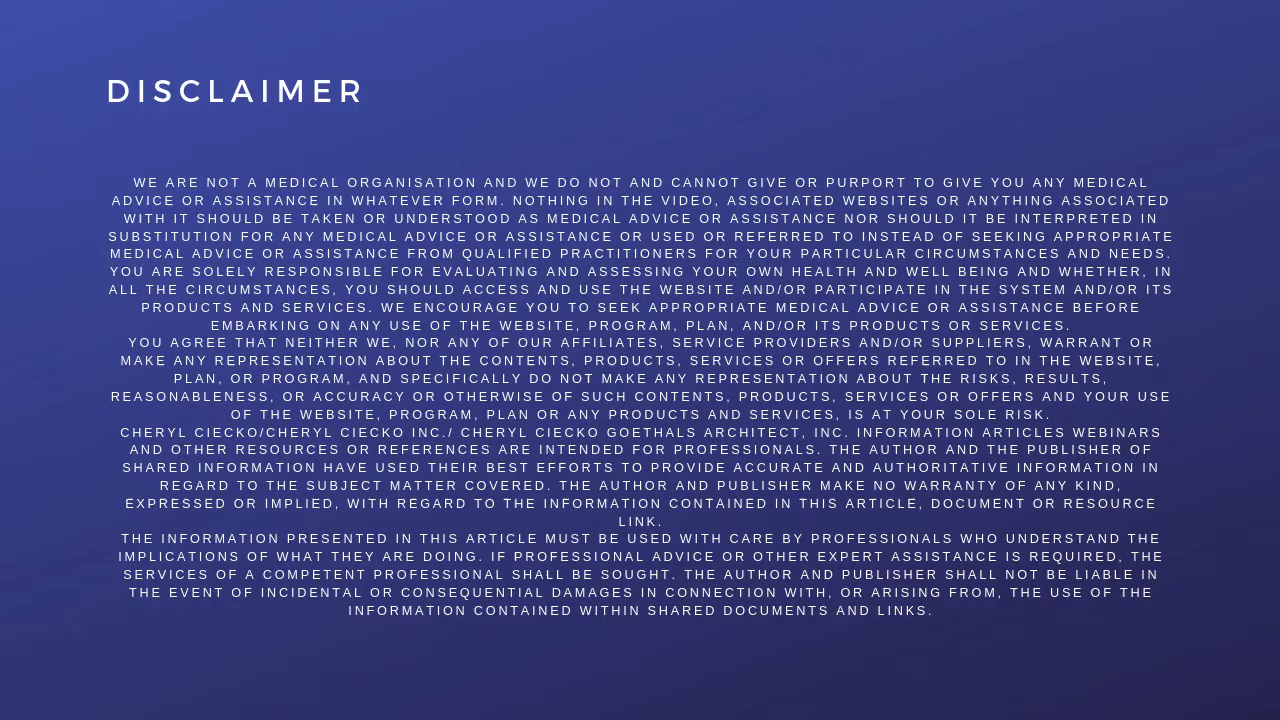 DISCLAIMER
WE ARE NOT A MEDICAL ORGANISATION AND WE DO NOT AND CANNOT GIVE OR PURPORT TO GIVE YOU ANY MEDICAL
ADVICE OR ASSISTANCE IN WHATEVER FORM. NOTHING IN THE VIDEO, ASSOCIATED WEBSITES OR ANYTHING ASSOCIATED
WITH IT SHOULD BE TAKEN OR UNDERSTOOD AS MEDICAL ADVICE OR ASSISTANCE NOR SHOULD IT BE INTERPRETED IN
SUBSTITUTION FOR ANY MEDICAL ADVICE OR ASSISTANCE OR USED OR REFERRED TO INSTEAD OF SEEKING APPROPRIATE
MEDICAL ADVICE OR ASSISTANCE FROM QUALIFIED PRACTITIONERS FOR YOUR PARTICULAR CIRCUMSTANCES AND NEEDS.
YOU ARE SOLELY RESPONSIBLE FOR EVALUATING AND ASSESSING YOUR OWN HEALTH AND WELL BEING AND WHETHER, IN
ALL THE CIRCUMSTANCES, YOU SHOULD ACCESS AND USE THE WEBSITE AND/OR PARTICIPATE IN THE SYSTEM AND/OR ITS
PRODUCTS AND SERVICES. WE ENCOURAGE YOU TO SEEK APPROPRIATE MEDICAL ADVICE OR ASSISTANCE BEFORE
EMBARKING ON ANY USE OF THE WEBSITE, PROGRAM, PLAN, AND/OR ITS PRODUCTS OR SERVICES.
YOU AGREE THAT NEITHER WE, NOR ANY OF OUR AFFILIATES, SERVICE PROVIDERS AND/OR SUPPLIERS, WARRANT OR
MAKE ANY REPRESENTATION ABOUT THE CONTENTS, PRODUCTS, SERVICES OR OFFERS REFERRED TO IN THE WEBSITE,
PLAN, OR PROGRAM, AND SPECIFICALLY DO NOT MAKE ANY REPRESENTATION ABOUT THE RISKS, RESULTS,
REASONABLENESS, OR ACCURACY OR OTHERWISE OF SUCH CONTENTS, PRODUCTS, SERVICES OR OFFERS AND YOUR USE
OF THE WEBSITE, PROGRAM, PLAN OR ANY PRODUCTS AND SERVICES, IS AT YOUR SOLE RISK.
CHERYL CIECKO/CHERYL CIECKO INC./ CHERYL CIECKO GOETHALS ARCHITECT, INC. INFORMATION ARTICLES WEBINARS
AND OTHER RESOURCES OR REFERENCES ARE INTENDED FOR PROFESSIONALS. THE AUTHOR AND THE PUBLISHER OF
SHARED INFORMATION HAVE USED THEIR BEST EFFORTS TO PROVIDE ACCURATE AND AUTHORITATIVE INFORMATION IN
REGARD TO THE SUBJECT MATTER COVERED. THE AUTHOR AND PUBLISHER MAKE NO WARRANTY OF ANY KIND,
EXPRESSED OR IMPLIED, WITH REGARD TO THE INFORMATION CONTAINED IN THIS ARTICLE, DOCUMENT OR RESOURCE
LINK.
THE INFORMATION PRESENTED IN THIS ARTICLE MUST BE USED WITH CARE BY PROFESSIONALS WHO UNDERSTAND THE
IMPLICATIONS OF WHAT THEY ARE DOING. IF PROFESSIONAL ADVICE OR OTHER EXPERT ASSISTANCE IS REQUIRED, THE
SERVICES OF A COMPETENT PROFESSIONAL SHALL BE SOUGHT. THE AUTHOR AND PUBLISHER SHALL NOT BE LIABLE IN
THE EVENT OF INCIDENTAL OR CONSEQUENTIAL DAMAGES IN CONNECTION WITH, OR ARISING FROM, THE USE OF THE
INFORMATION CONTAINED WITHIN SHARED DOCUMENTS AND LINKS.